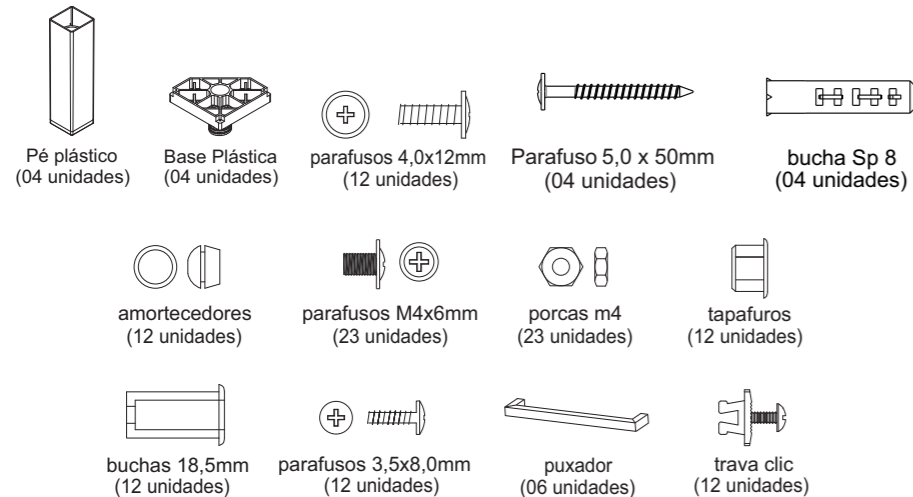 Pé plástico
(04 unidades)
Base Plástica
(04 unidades)
parafusos 4,0x12mm
(12 unidades)
Parafuso 5,0 x 50mm
(04 unidades)
bucha Sp 8
(04 unidades)
amortecedores
(12 unidades)
parafusos M4x6mm
(23 unidades)
porcas m4
(23 unidades)
tapafuros
(12 unidades)
buchas 18,5mm
(12 unidades)
parafusos 3,5x8,0mm
(12 unidades)
puxador
(06 unidades)
trava clic
(12 unidades)